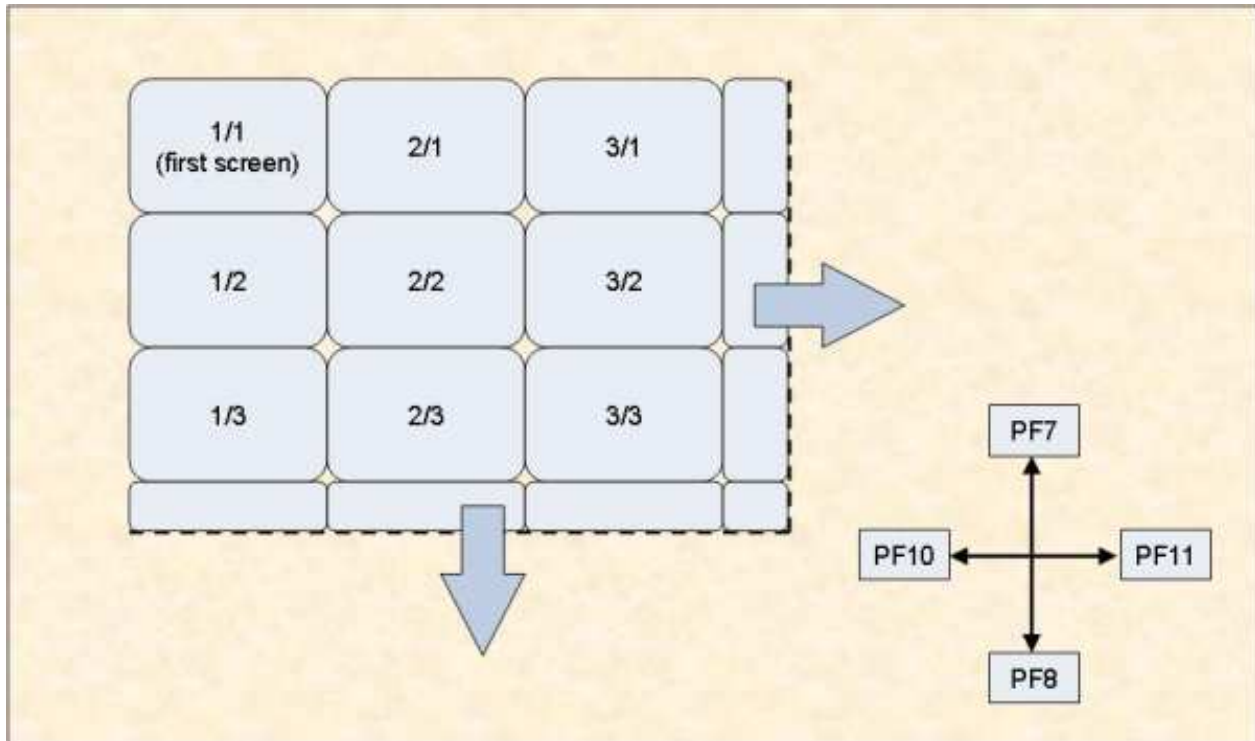 1/1
(first screen)
2/1
3/1
1/2
2/2
3/2
1/3
2/3
3/3
PF7
PF10
PF11
PF8